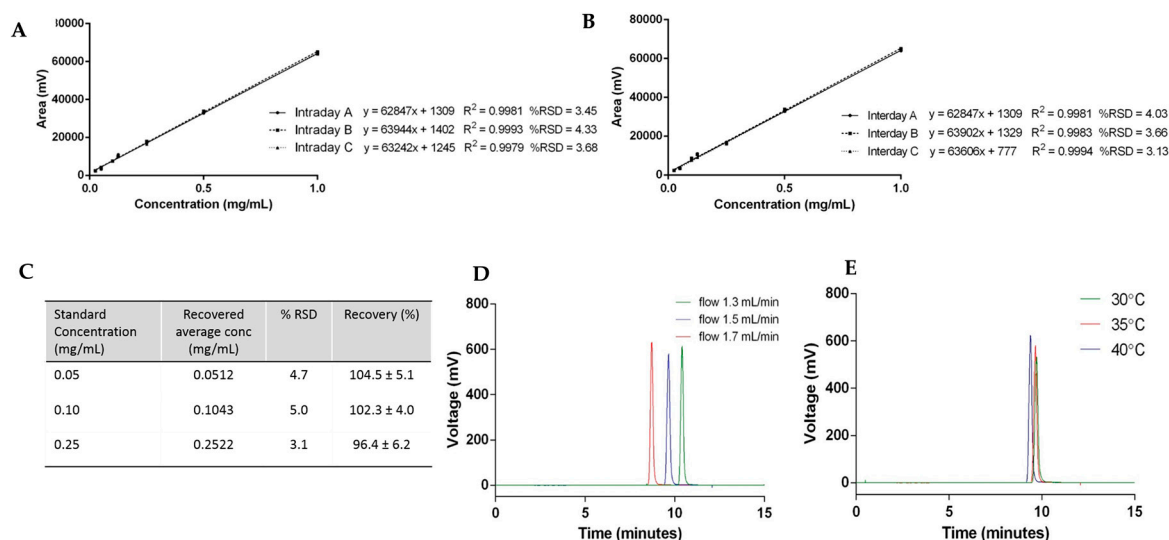 A
Area (mV)
80000
60000
40000
20000
0
0.0
0.5
1.0
Concentration (mg/mL)
Intraday A y = 62847x + 1309 R² = 0.9981 %RSD = 3.45
Intraday B y = 63944x + 1402 R² = 0.9993 %RSD = 4.33
Intraday C y = 63242x + 1245 R² = 0.9979 %RSD = 3.68
B
Area (mV)
80000
60000
40000
20000
0
0.0
0.5
1.0
Concentration (mg/mL)
Interday A y = 62847x + 1309 R² = 0.9981 %RSD = 4.03
Interday B y = 63902x + 1329 R² = 0.9983 %RSD = 3.66
Interday C y = 63606x + 777 R² = 0.9994 %RSD = 3.13
C
Standard Concentration (mg/mL) Recovered average conc (mg/mL) % RSD Recovery (%)
0.05 0.0512 4.7 104.5 ± 5.1
0.10 0.1043 5.0 102.3 ± 4.0
0.25 0.2522 3.1 96.4 ± 6.2
D
Voltage (mV)
800
600
400
200
0
0
5
10
15
Time (minutes)
flow 1.3 mL/min
flow 1.5 mL/min
flow 1.7 mL/min
E
Voltage (mV)
800
600
400
200
0
0
5
10
15
Time (minutes)
30°C
35°C
40°C